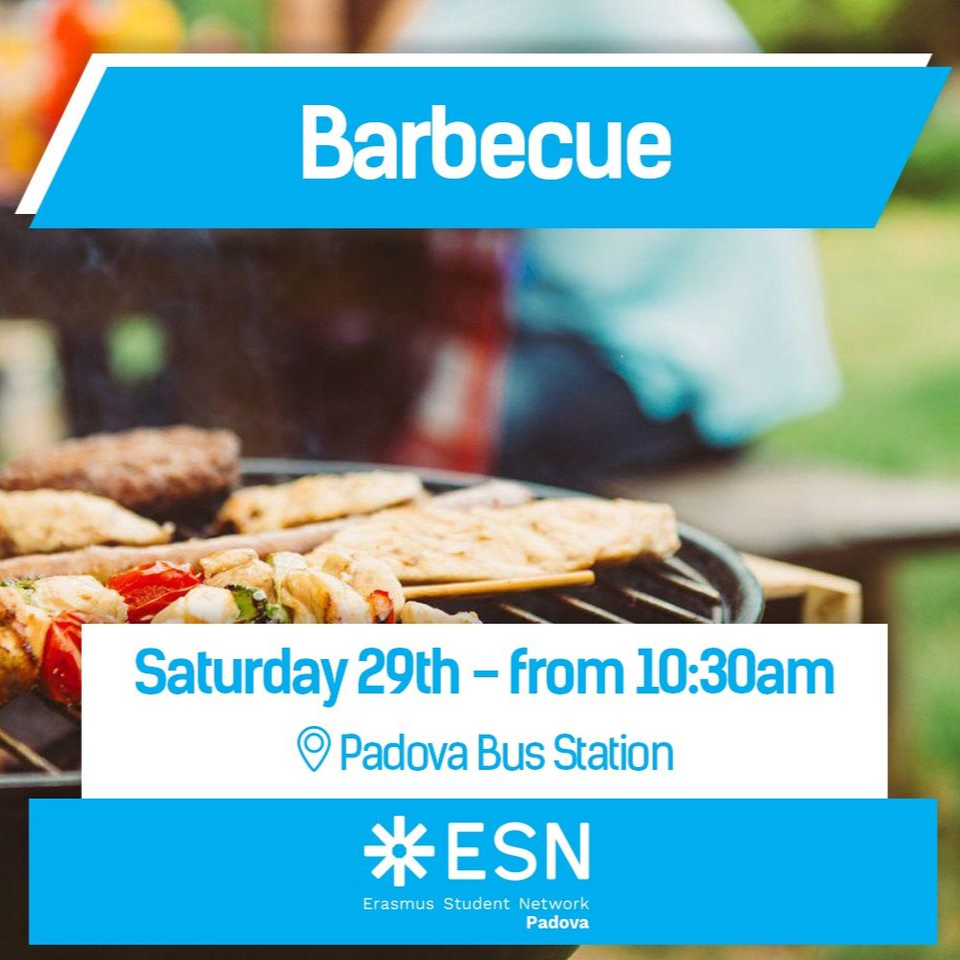 Barbecue
Saturday 29th - from 10:30am
Padova Bus Station
ESN
Erasmus Student Network
Padova